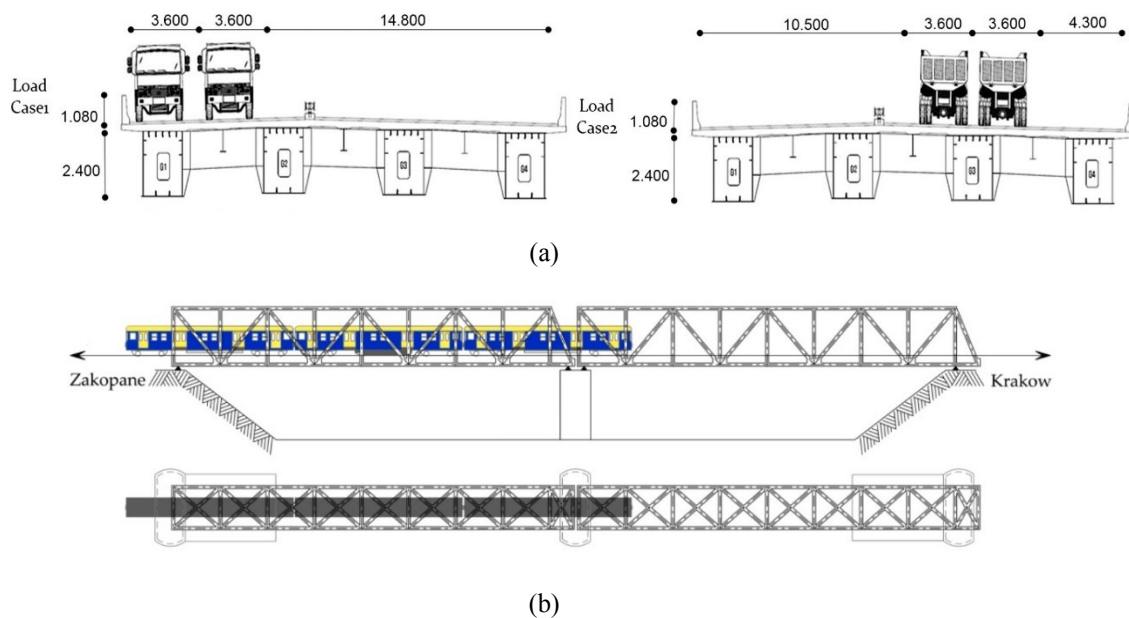 3.600 3.600 14.800
Load
Case1
1.080
2.400
G1 G2 G3 G4
10.500 3.600 3.600 4.300
Load
Case2
1.080
2.400
G1 G2 G3 G4
(a)
Zakopane Krakow
(b)